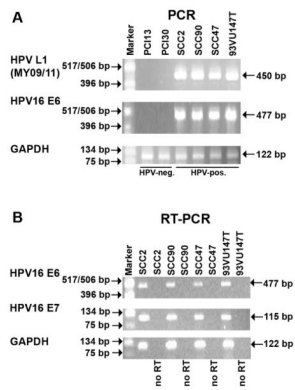 A
PCR
Marker
PCI13
PCI30
SCC2
SCC90
SCC47
93VU147T
HPV L1
(MY09/11)
517/506 bp
396 bp
450 bp
HPV16 E6
517/506 bp
396 bp
477 bp
GAPDH
134 bp
75 bp
122 bp
HPV-neg.
HPV-pos.
B
RT-PCR
Marker
SCC2
SCC2
SCC90
SCC90
SCC47
SCC47
93VU147T
93VU147T
HPV16 E6
517/506 bp
396 bp
477 bp
HPV16 E7
134 bp
75 bp
115 bp
GAPDH
134 bp
75 bp
122 bp
no RT
no RT
no RT
no RT